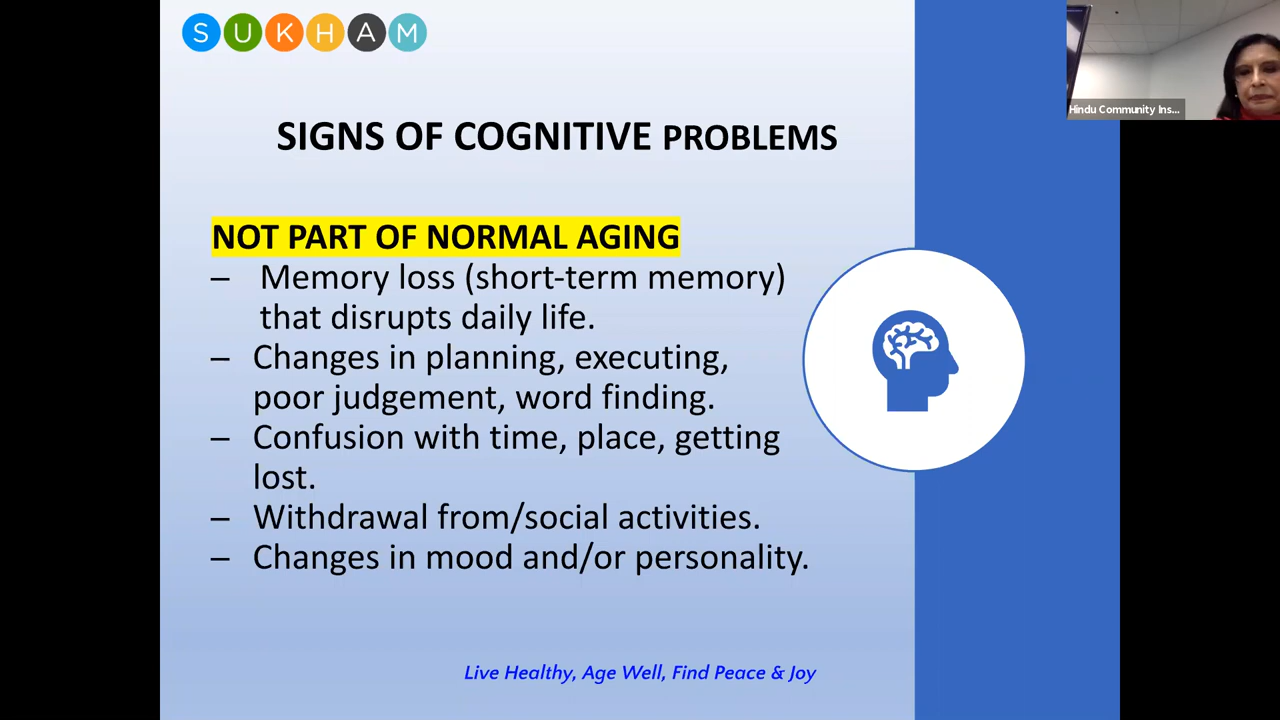 SUKHAM
Hindu Community Ins...
SIGNS OF COGNITIVE PROBLEMS
NOT PART OF NORMAL AGING
– Memory loss (short-term memory)
that disrupts daily life.
– Changes in planning, executing,
poor judgement, word finding.
– Confusion with time, place, getting
lost.
– Withdrawal from/social activities.
– Changes in mood and/or personality.
Live Healthy, Age Well, Find Peace & Joy